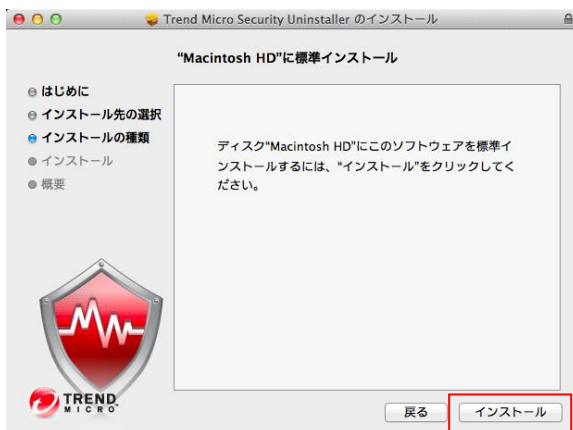 Trend Micro Security Uninstaller のインストール
“Macintosh HD”に標準インストール
はじめに
インストール先の選択
インストールの種類
インストール
概要
ディスク“Macintosh HD”にこのソフトウェアを標準イ
ンストールするには、“インストール”をクリックしてく
ださい。
TREND
MICRO
戻る
インストール